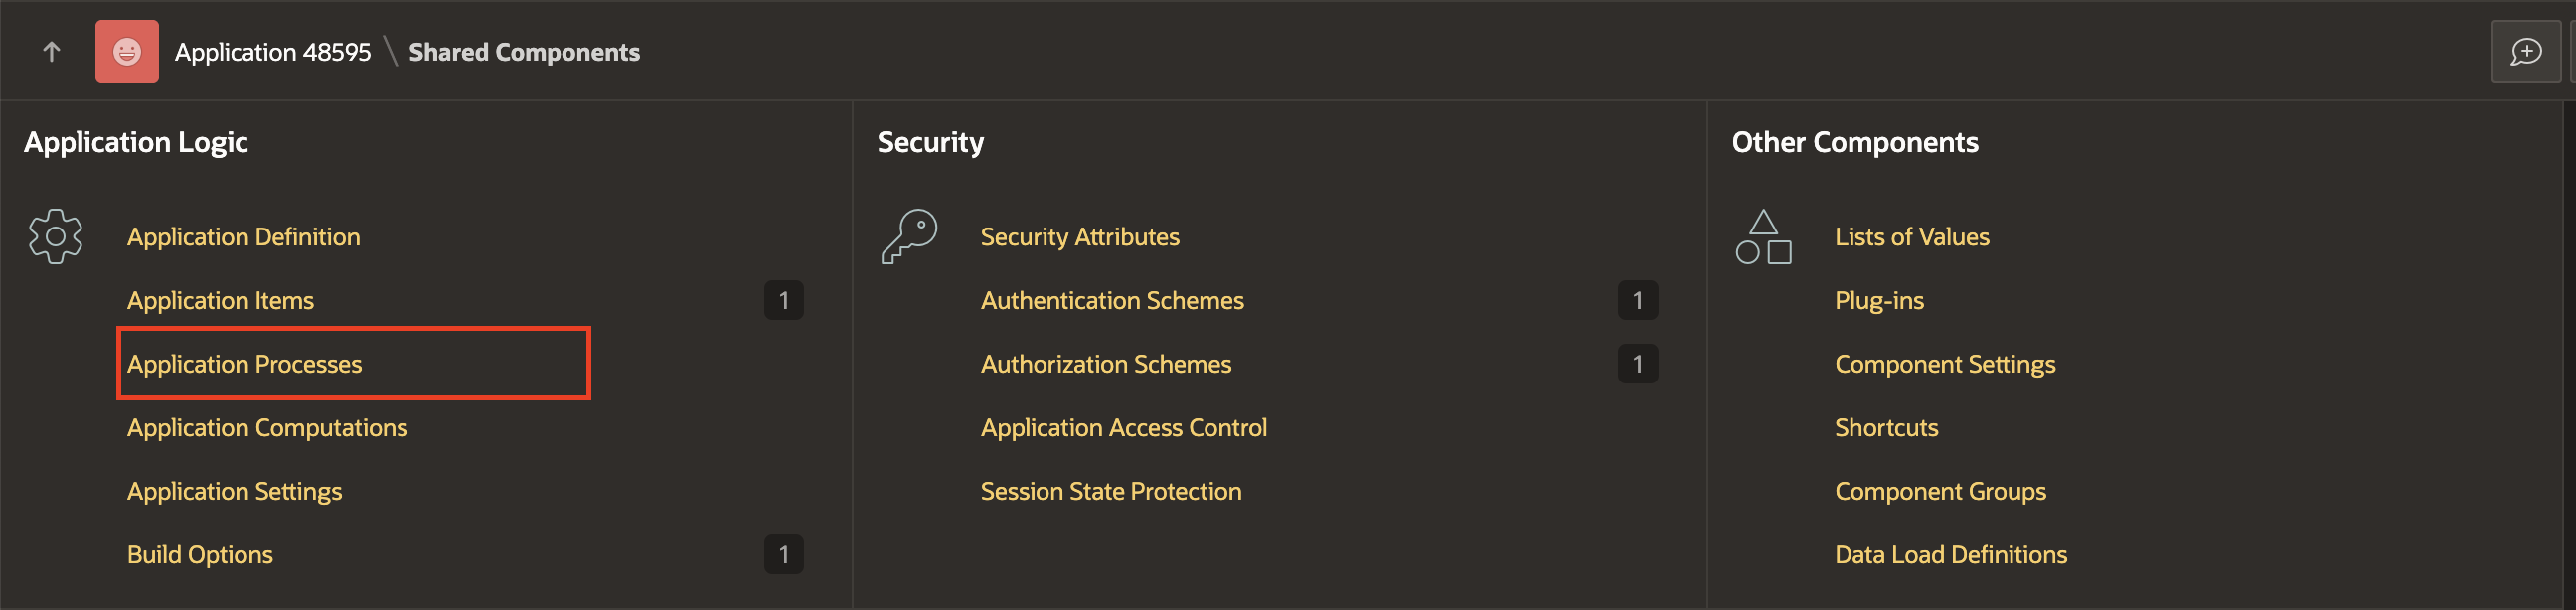 Application 48595 \ Shared Components
Application Logic
Application Definition
Application Items 1
Application Processes
Application Computations
Application Settings
Build Options 1
Security
Security Attributes
Authentication Schemes 1
Authorization Schemes 1
Application Access Control
Session State Protection
Other Components
Lists of Values
Plug-ins
Component Settings
Shortcuts
Component Groups
Data Load Definitions